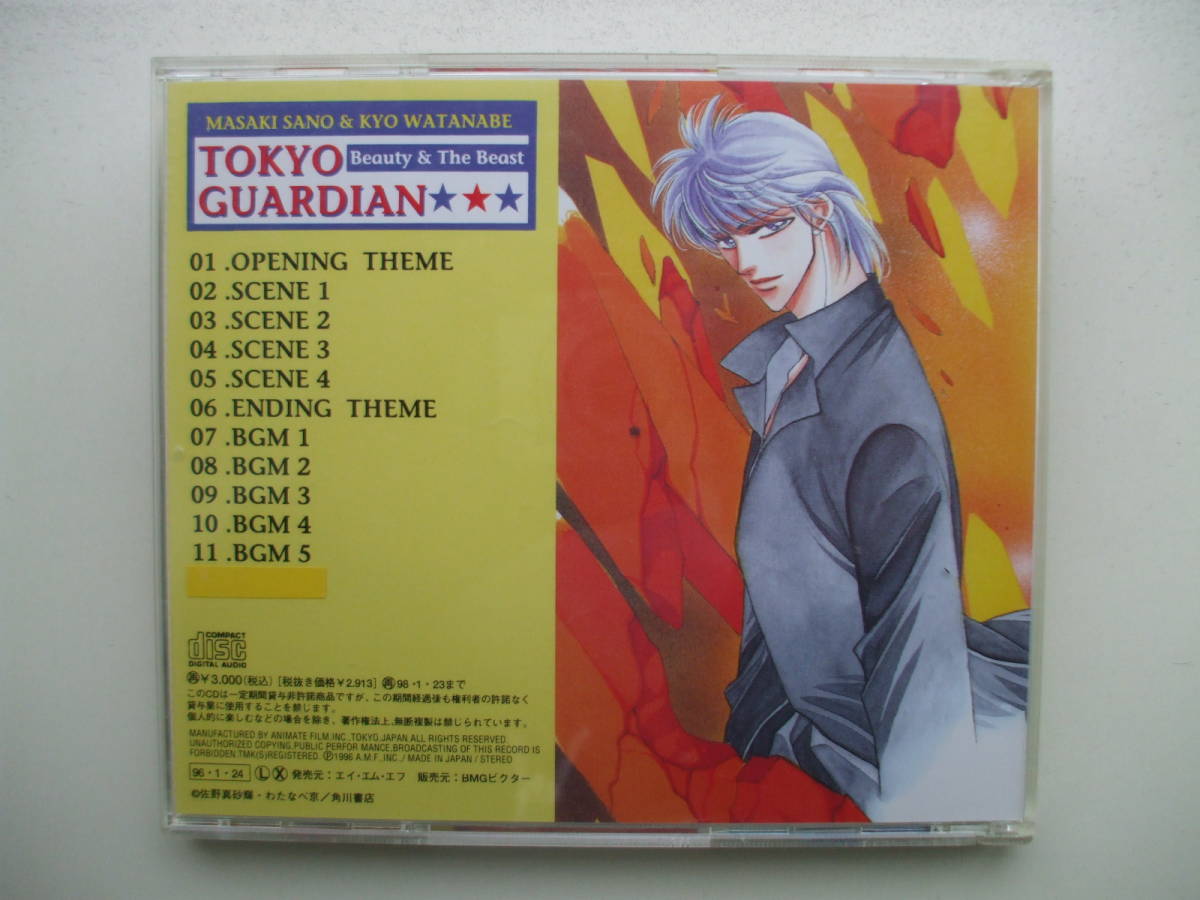 MASAKI SANO & KYO WATANABE
TOKYO Beauty & The Beast
GUARDIAN★★★
01 .OPENING THEME
02 .SCENE 1
03 .SCENE 2
04 .SCENE 3
05 .SCENE 4
06 .ENDING THEME
07 .BGM 1
08 .BGM 2
09 .BGM 3
10 .BGM 4
11 .BGM 5
COMPACT
disc
DIGITAL AUDIO
㊢¥3,000(税込) [税抜き価格¥2,913] ㊢98・1・23まで
このCDは一定期間貸与非許諾商品ですが、この期間経過後も権利者の許諾なく
貸与業に使用することを禁じます。
個人的に楽しむなどの場合を除き、著作権法上、無断複製は禁じられています。
MANUFACTURED BY ANIMATE FILM.INC.,TOKYO.JAPAN.ALL RIGHTS RESERVED.
UNAUTHORIZED COPYING.PUBLIC PERFOR MANCE.BROADCASTING OF THIS RECORD IS
FORBIDDEN.TMK(S)REGISTERED. ℗1996 A.M.F.,INC./ MADE IN JAPAN / STEREO
96・1・24 Ⓛ Ⓧ 発売元:エイ・エム・エフ 販売元:BMGビクター
©佐野真砂輝・わたなべ京/角川書店